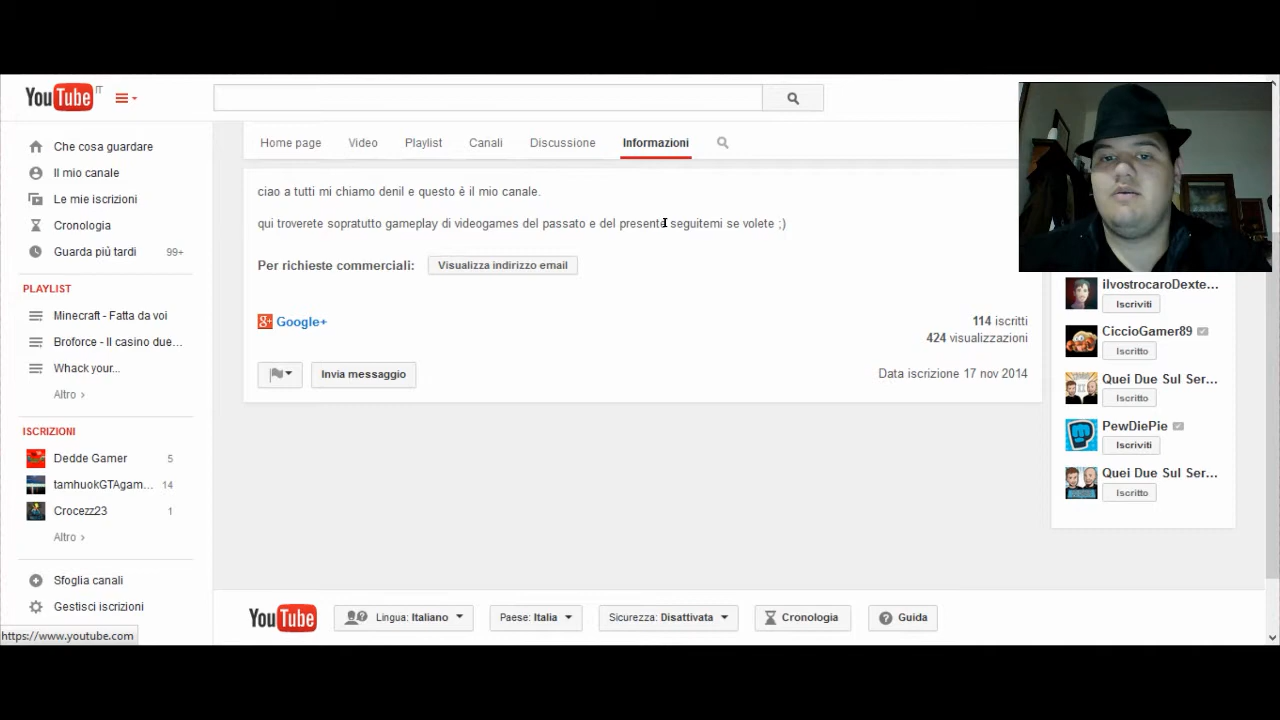 YouTube IT
Home page Video Playlist Canali Discussione Informazioni
Che cosa guardare
Il mio canale
Le mie iscrizioni
Cronologia
Guarda più tardi 99+
PLAYLIST
Minecraft - Fatta da voi
Broforce - Il casino due...
Whack your...
Altro ›
ISCRIZIONI
Dedde Gamer 5
tamhuokGTAgam... 14
Crocezz23 1
Altro ›
Sfoglia canali
Gestisci iscrizioni
https://www.youtube.com
ciao a tutti mi chiamo denil e questo è il mio canale.
qui troverete sopratutto gameplay di videogames del passato e del presente seguitemi se volete ;)
Per richieste commerciali: Visualizza indirizzo email
Google+
114 iscritti
424 visualizzazioni
Invia messaggio
Data iscrizione 17 nov 2014
ilvostrocaroDexte...
Iscriviti
CiccioGamer89
Iscritto
Quei Due Sul Ser...
Iscritto
PewDiePie
Iscriviti
Quei Due Sul Ser...
Iscritto
YouTube Lingua: Italiano Paese: Italia Sicurezza: Disattivata Cronologia Guida